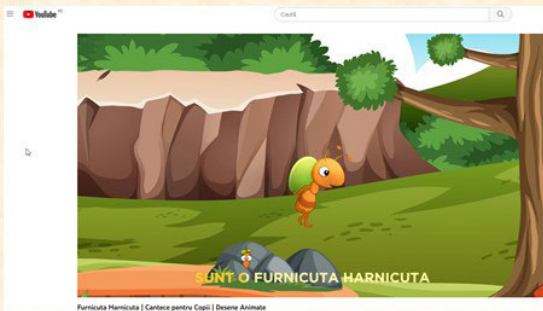 YouTube
Caută
SUNT O FURNICUTA HARNICUTA
Furnicuta Harnicuta | Cantece pentru Copii | Desene Animate